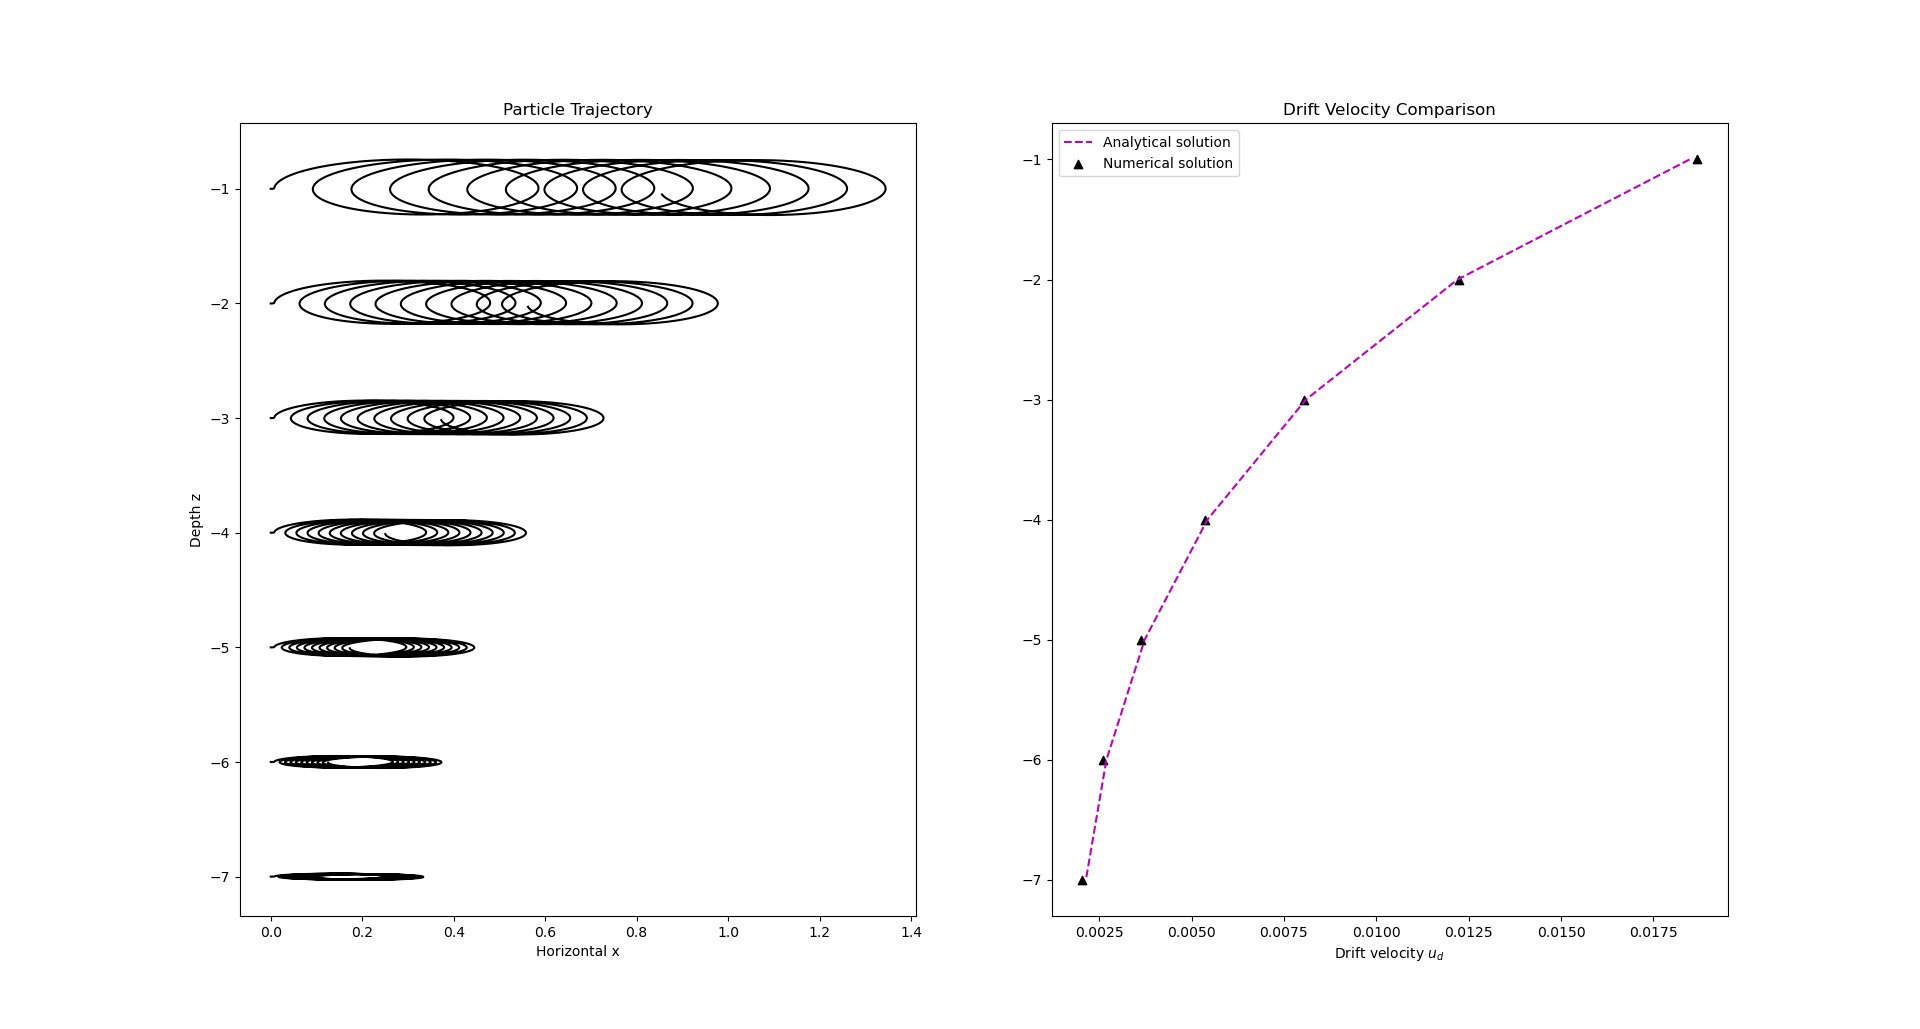 Particle Trajectory
Depth z
−1
−2
−3
−4
−5
−6
−7
0.0 0.2 0.4 0.6 0.8 1.0 1.2 1.4
Horizontal x
Drift Velocity Comparison
Analytical solution
Numerical solution
−1
−2
−3
−4
−5
−6
−7
0.0025 0.0050 0.0075 0.0100 0.0125 0.0150 0.0175
Drift velocity u_d